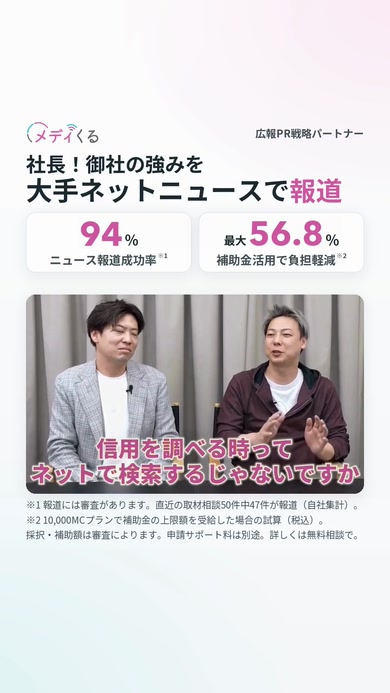 メディくる
広報PR戦略パートナー
社長！御社の強みを
大手ネットニュースで報道
94%
ニュース報道成功率※1
最大56.8%
補助金活用で負担軽減※2
信用を調べる時って
ネットで検索するじゃないですか
※1 報道には審査があります。直近の取材相談50件中47件が報道（自社集計）。
※2 10,000MCプランで補助金の上限額を受給した場合の試算（税込）。
採択・補助額は審査によります。申請サポート料は別途。詳しくは無料相談で。